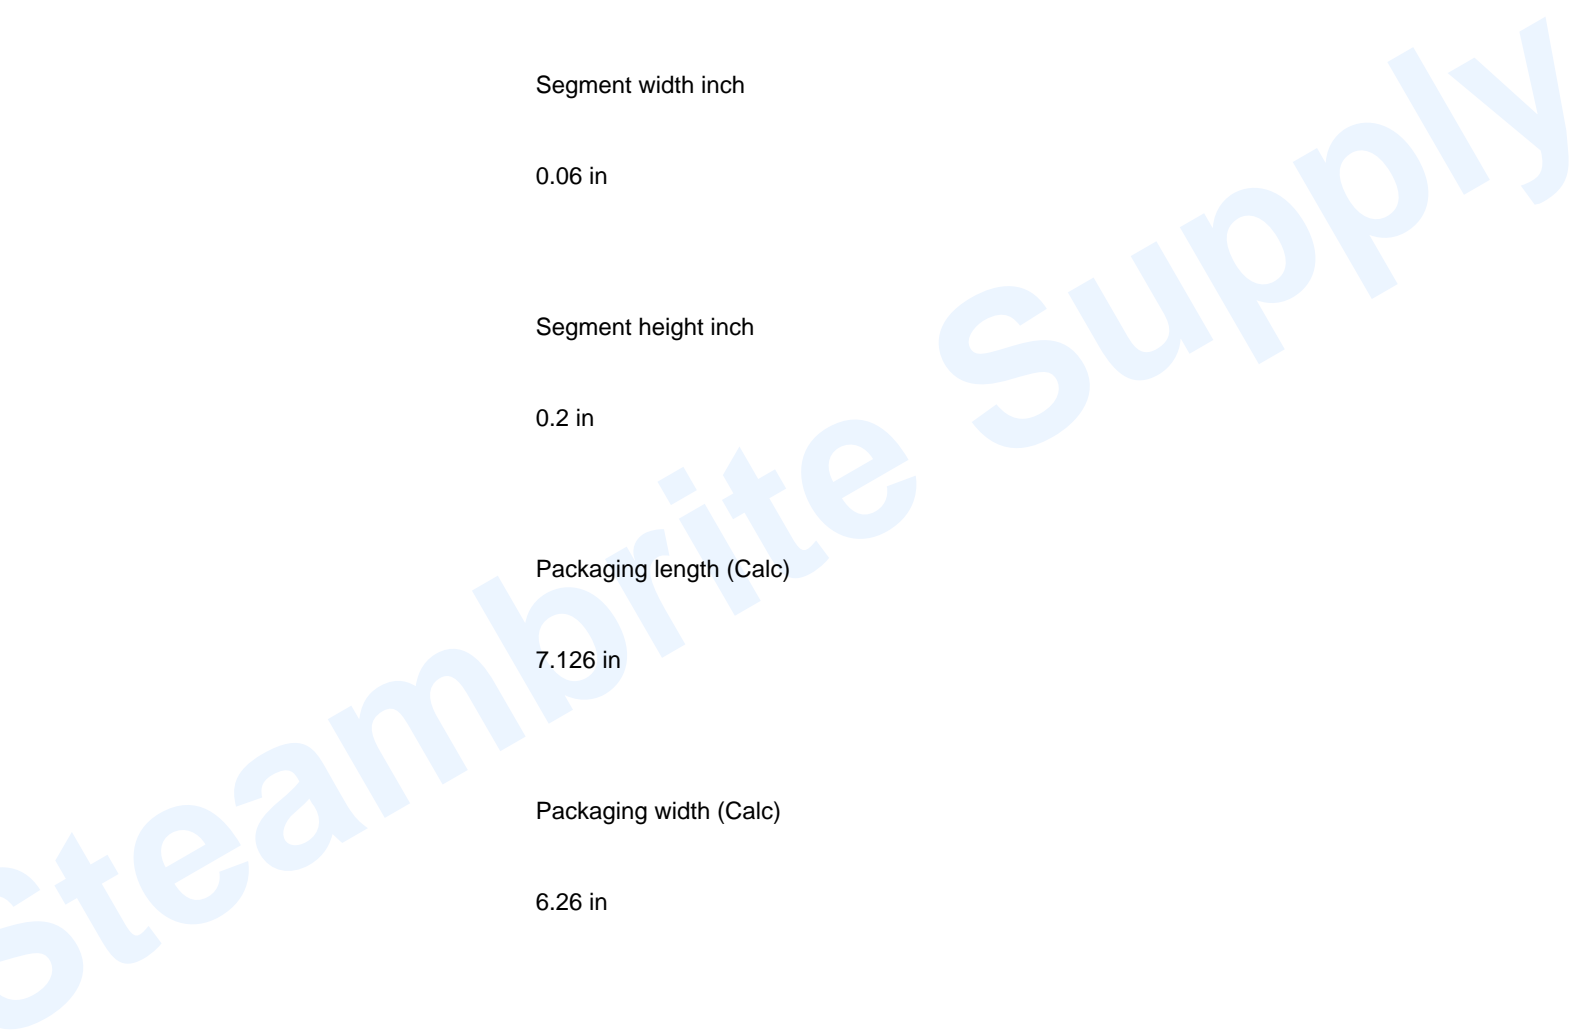 Segment width inch
0.06 in
Segment height inch
0.2 in
Packaging length (Calc)
7.126 in
Packaging width (Calc)
6.26 in
Steambrite Supply